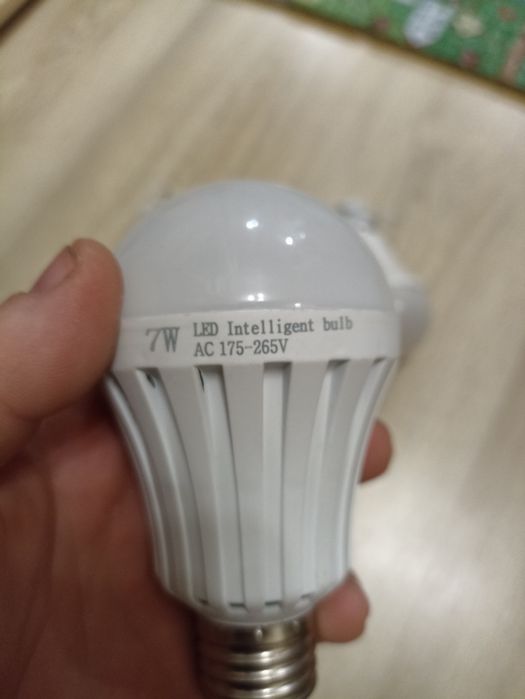 7W LED Intelligent bulb
AC 175-265V